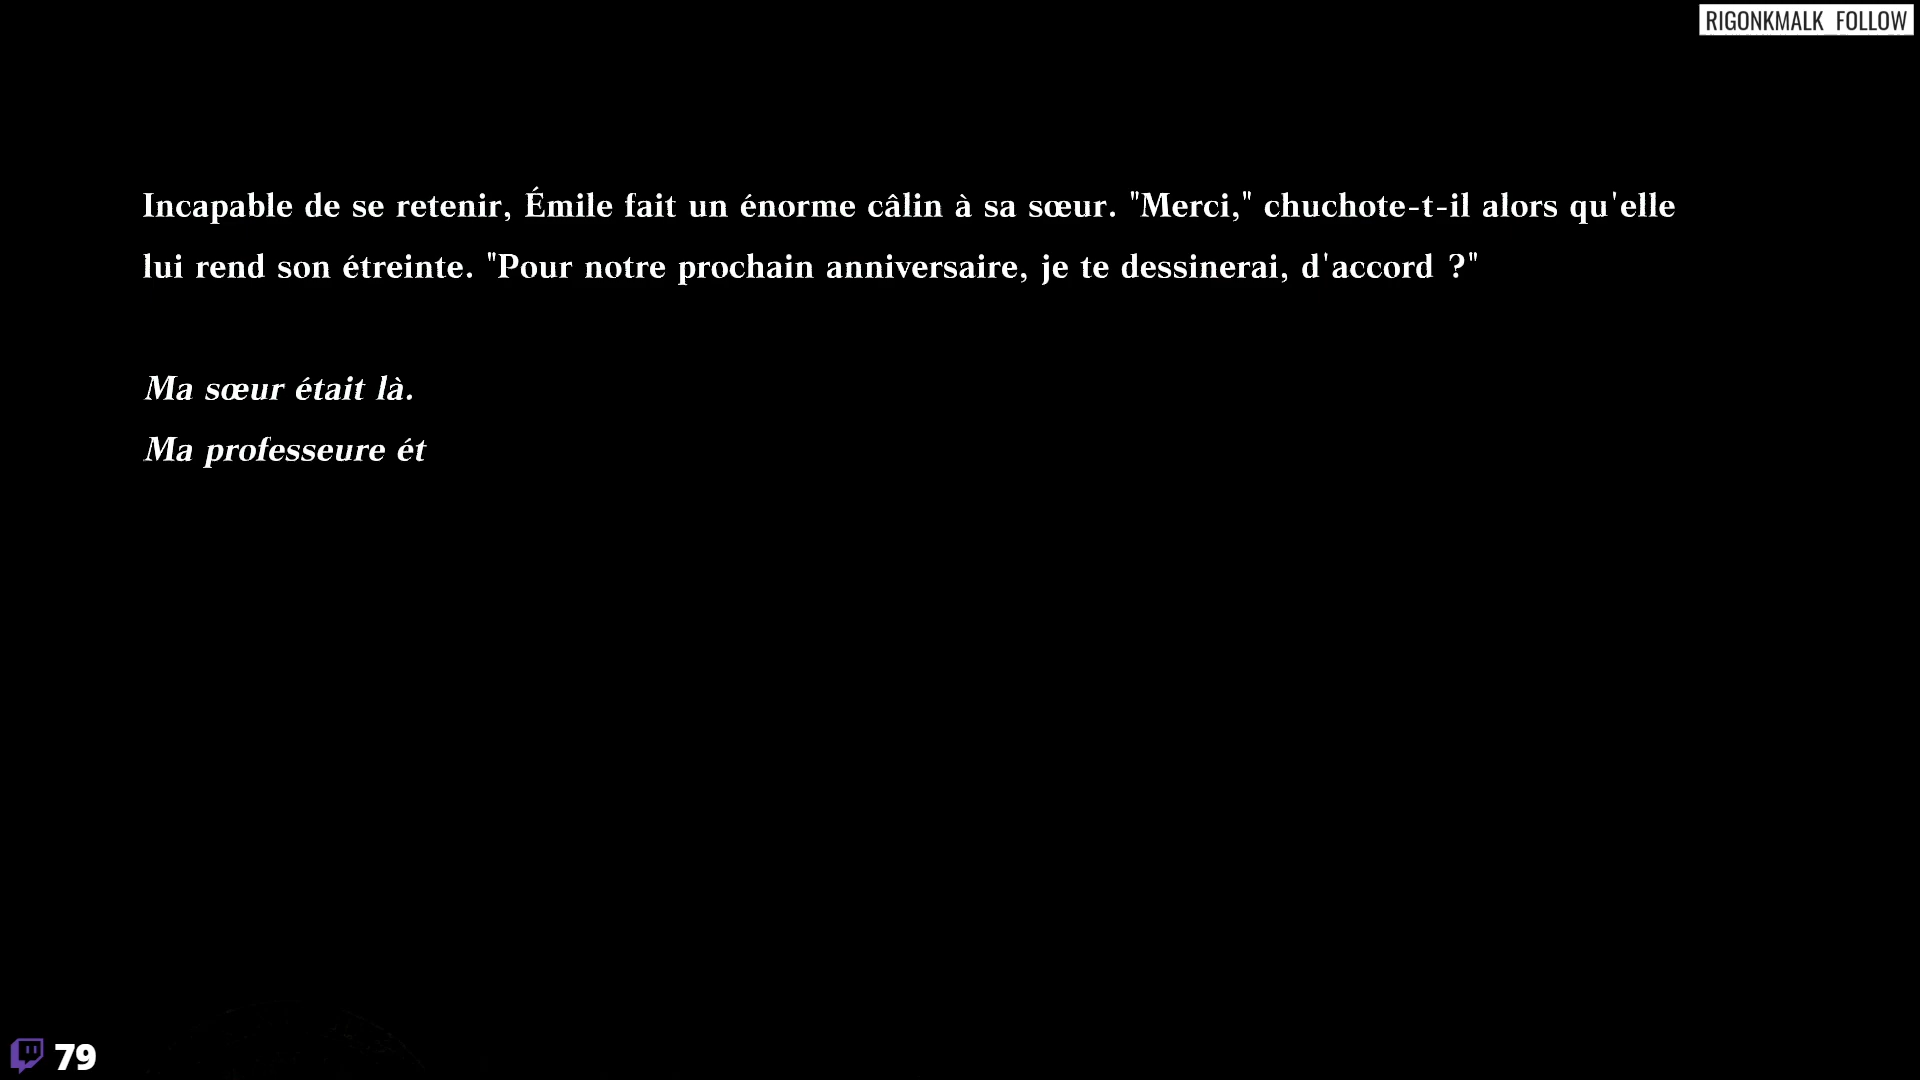 RIGONKMALK FOLLOW
Incapable de se retenir, Émile fait un énorme câlin à sa sœur. "Merci," chuchote-t-il alors qu'elle
lui rend son étreinte. "Pour notre prochain anniversaire, je te dessinerai, d'accord ?"
Ma sœur était là.
Ma professeure ét
79